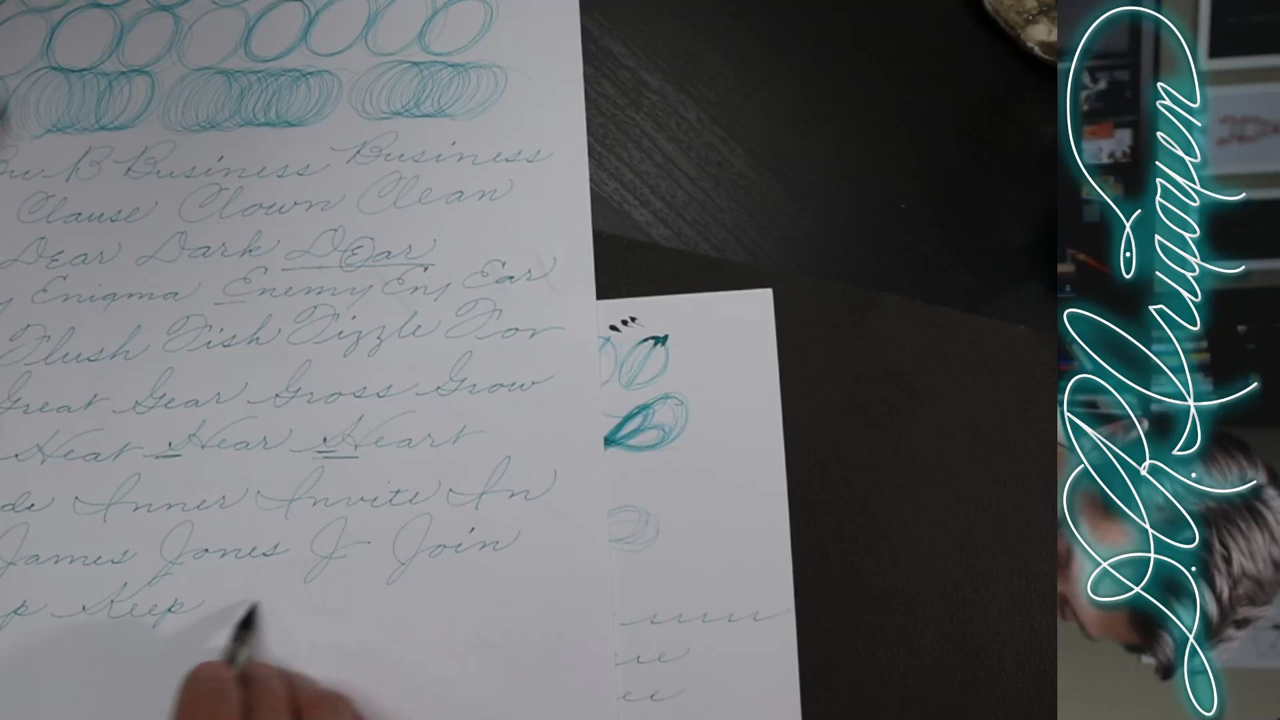 B Business Business
Clause Clown Clean
Dear Dark Dear
Enigma Enemy Enj Ear
Flush Fish Fizzle For
Great Gear Gross Grow
Heat Hear Heart
Inner Invite In
James Jones J Join
Keep